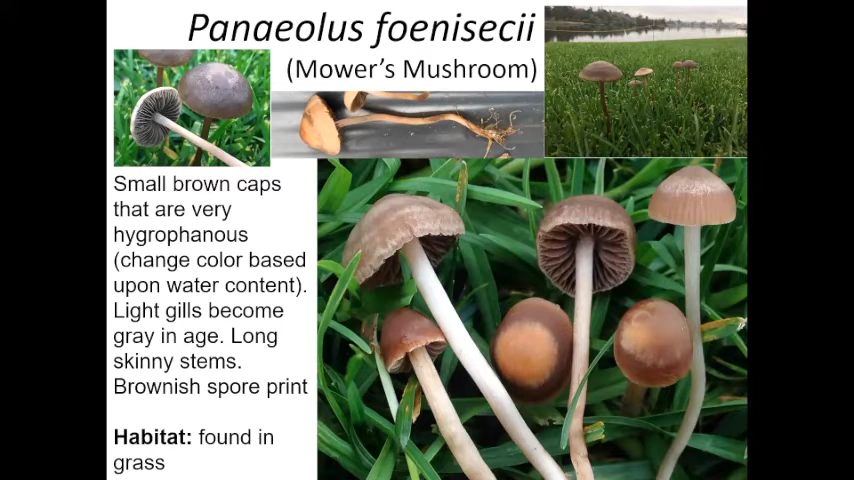 Panaeolus foenisecii
(Mower’s Mushroom)
Small brown caps
that are very
hygrophanous
(change color based
upon water content).
Light gills become
gray in age. Long
skinny stems.
Brownish spore print
Habitat: found in
grass